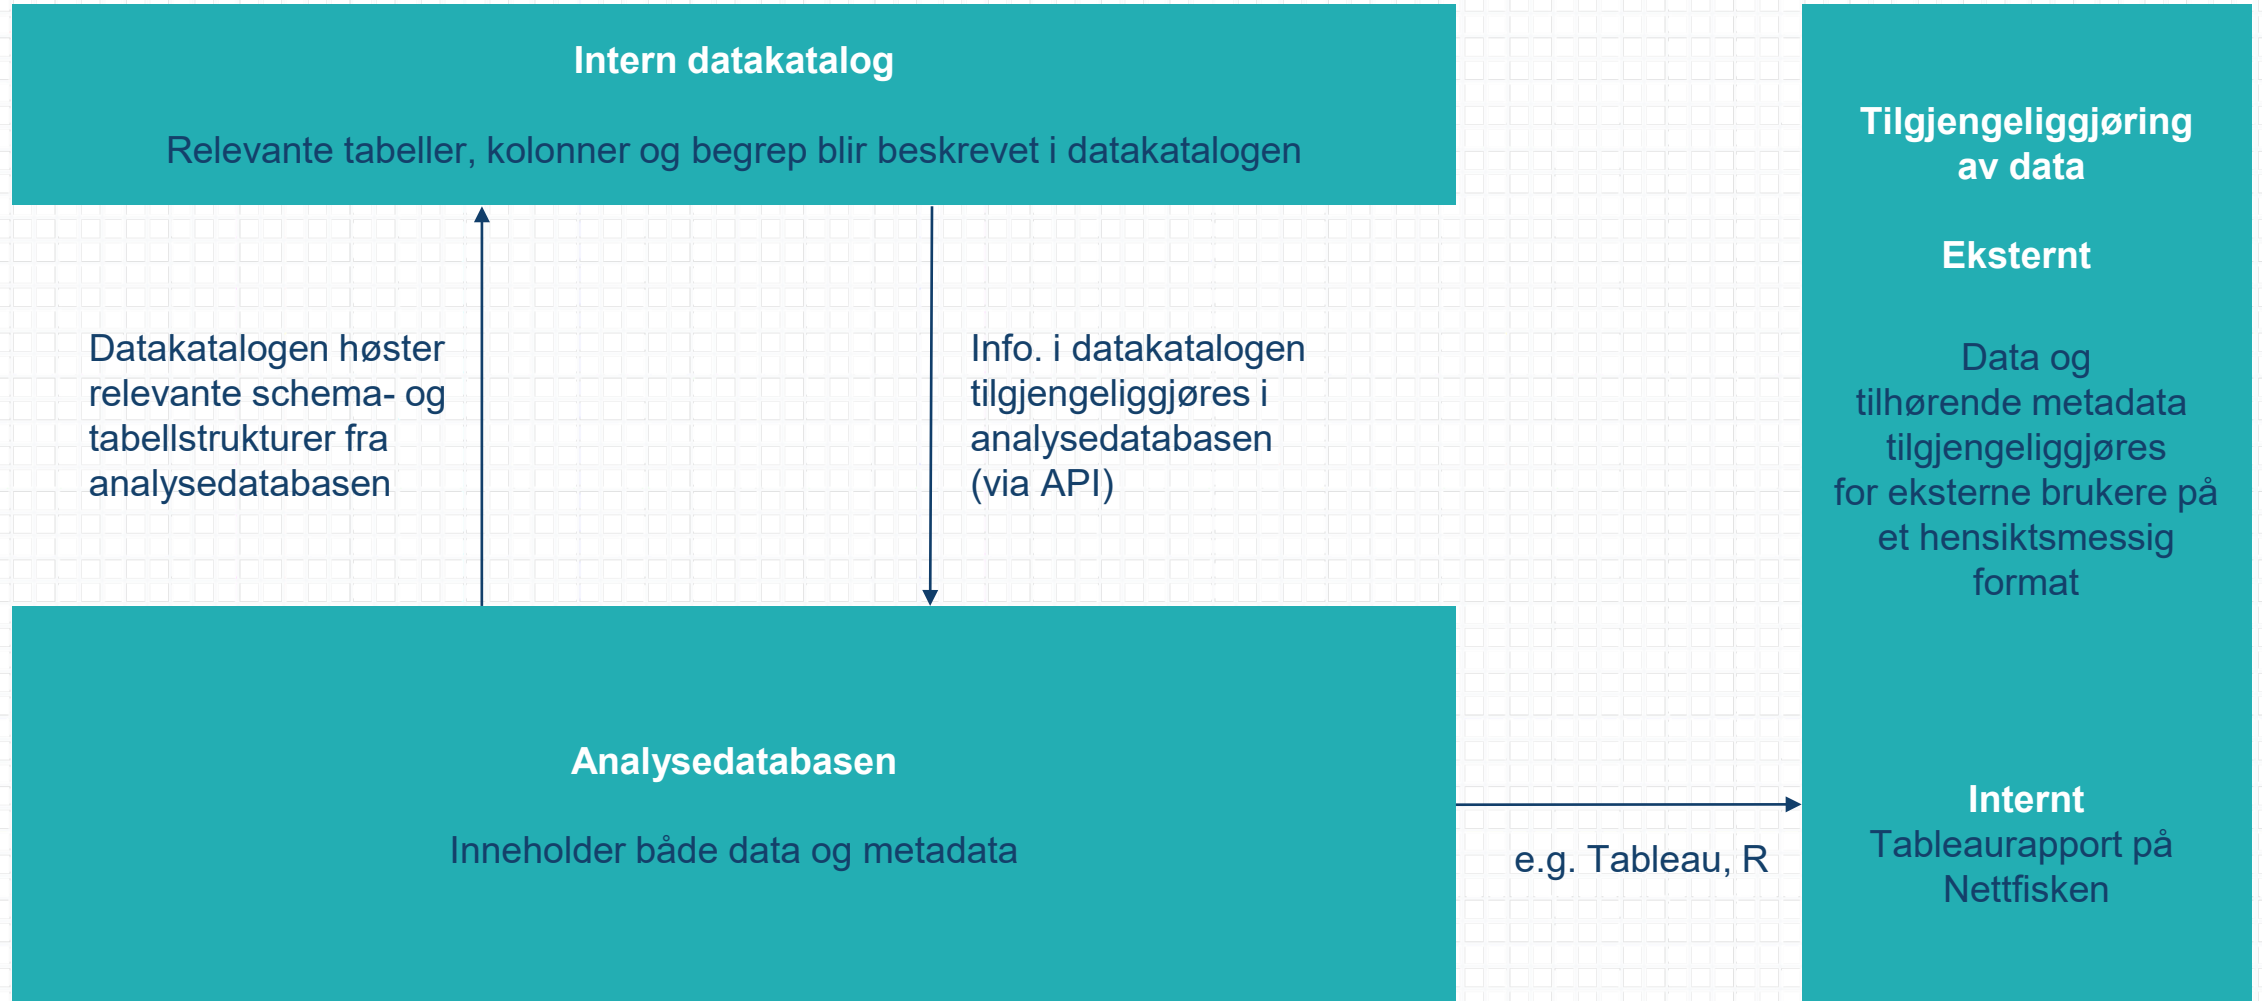 Intern datakatalog
Relevante tabeller, kolonner og begrep blir beskrevet i datakatalogen
Datakatalogen høster
relevante schema- og
tabellstrukturer fra
analysedatabasen
Info. i datakatalogen
tilgjengeliggjøres i
analysedatabasen
(via API)
Analysedatabasen
Inneholder både data og metadata
e.g. Tableau, R
Tilgjengeliggjøring
av data
Eksternt
Data og
tilhørende metadata
tilgjengeliggjøres
for eksterne brukere på
et hensiktsmessig
format
Internt
Tableaurapport på
Nettfisken